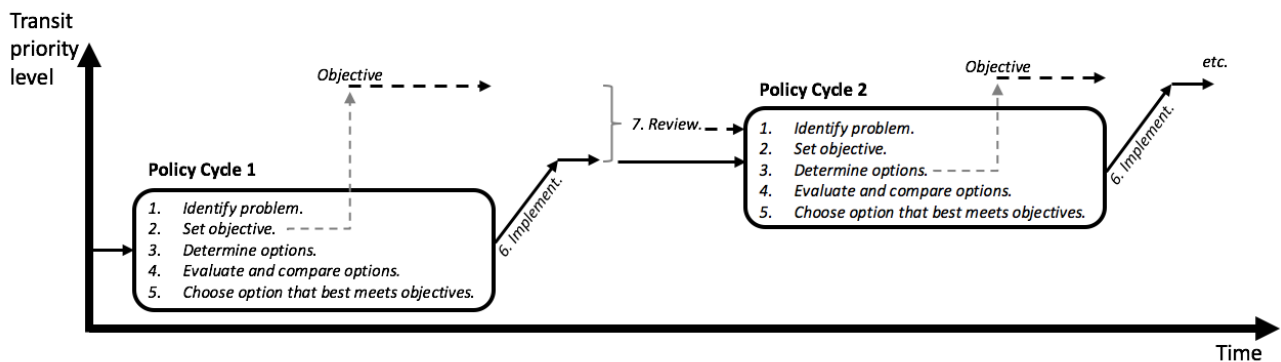 Transit
priority
level
Objective
Policy Cycle 1
1. Identify problem.
2. Set objective.
3. Determine options.
4. Evaluate and compare options.
5. Choose option that best meets objectives.
6. Implement.
7. Review.
Objective
Policy Cycle 2
1. Identify problem.
2. Set objective.
3. Determine options.
4. Evaluate and compare options.
5. Choose option that best meets objectives.
6. Implement.
etc.
Time